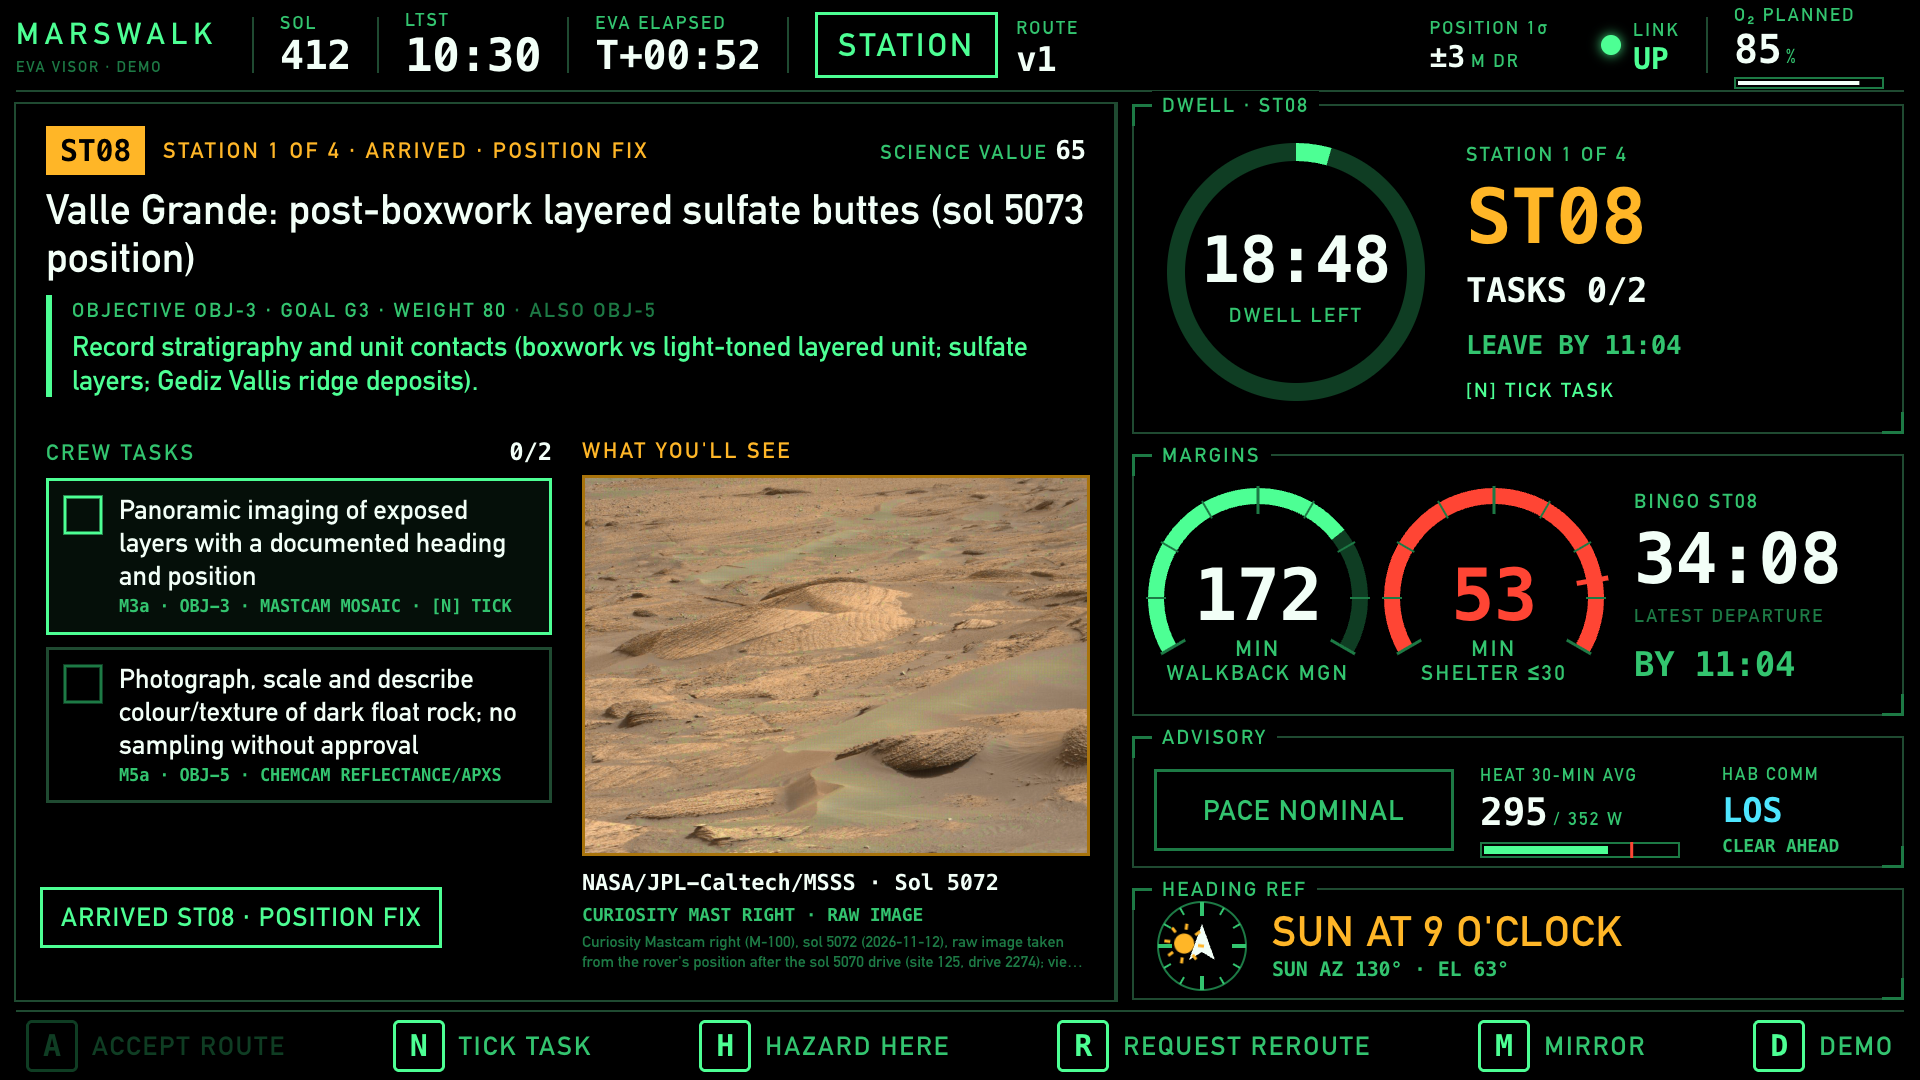 MARSWALK
EVA VISOR · DEMO
SOL
412
LTST
10:30
EVA ELAPSED
T+00:52
STATION
ROUTE
v1
POSITION 1σ
±3 M DR
LINK
UP
O₂ PLANNED
85 %
ST08
STATION 1 OF 4 · ARRIVED · POSITION FIX
SCIENCE VALUE 65
Valle Grande: post-boxwork layered sulfate buttes (sol 5073
position)
OBJECTIVE OBJ-3 · GOAL G3 · WEIGHT 80 · ALSO OBJ-5
Record stratigraphy and unit contacts (boxwork vs light-toned layered unit; sulfate
layers; Gediz Vallis ridge deposits).
CREW TASKS
0/2
Panoramic imaging of exposed
layers with a documented heading
and position
M3a · OBJ–3 · MASTCAM MOSAIC · [N] TICK
Photograph, scale and describe
colour/texture of dark float rock; no
sampling without approval
M5a · OBJ–5 · CHEMCAM REFLECTANCE/APXS
ARRIVED ST08 · POSITION FIX
WHAT YOU'LL SEE
NASA/JPL–Caltech/MSSS · Sol 5072
CURIOSITY MAST RIGHT · RAW IMAGE
Curiosity Mastcam right (M-100), sol 5072 (2026-11-12), raw image taken
from the rover's position after the sol 5070 drive (site 125, drive 2274); vie...
DWELL · ST08
18:48
DWELL LEFT
STATION 1 OF 4
ST08
TASKS 0/2
LEAVE BY 11:04
[N] TICK TASK
MARGINS
172
MIN
WALKBACK MGN
53
MIN
SHELTER ≤30
BINGO ST08
34:08
LATEST DEPARTURE
BY 11:04
ADVISORY
PACE NOMINAL
HEAT 30-MIN AVG
295 / 352 W
HAB COMM
LOS
CLEAR AHEAD
HEADING REF
SUN AT 9 O'CLOCK
SUN AZ 130° · EL 63°
A ACCEPT ROUTE
N TICK TASK
H HAZARD HERE
R REQUEST REROUTE
M MIRROR
D DEMO